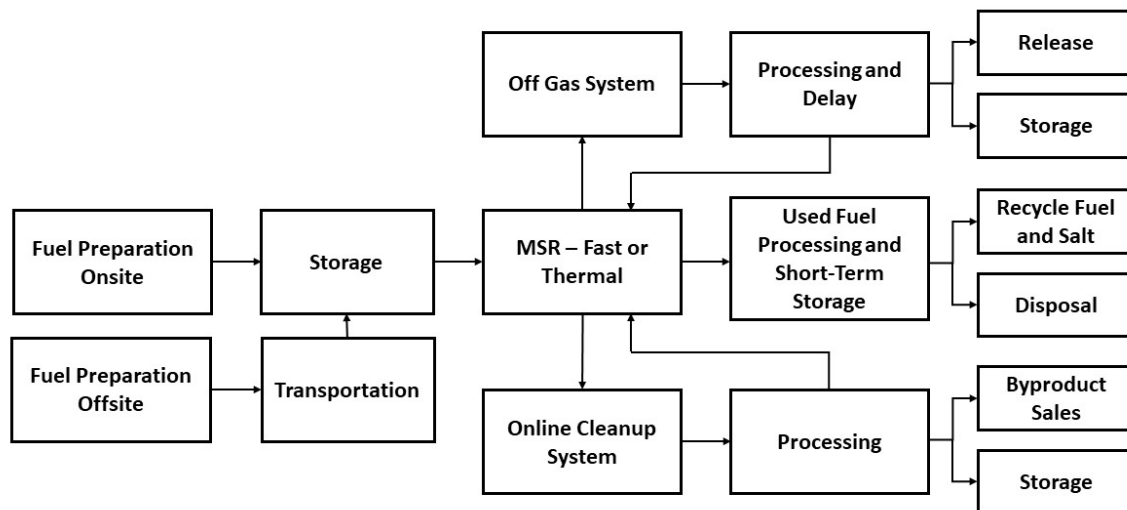 Release
Off Gas System
Processing and
Delay
Storage
Fuel Preparation
Onsite
Storage
MSR – Fast or
Thermal
Used Fuel
Processing and
Short-Term
Storage
Recycle Fuel
and Salt
Disposal
Fuel Preparation
Offsite
Transportation
Online Cleanup
System
Processing
Byproduct
Sales
Storage